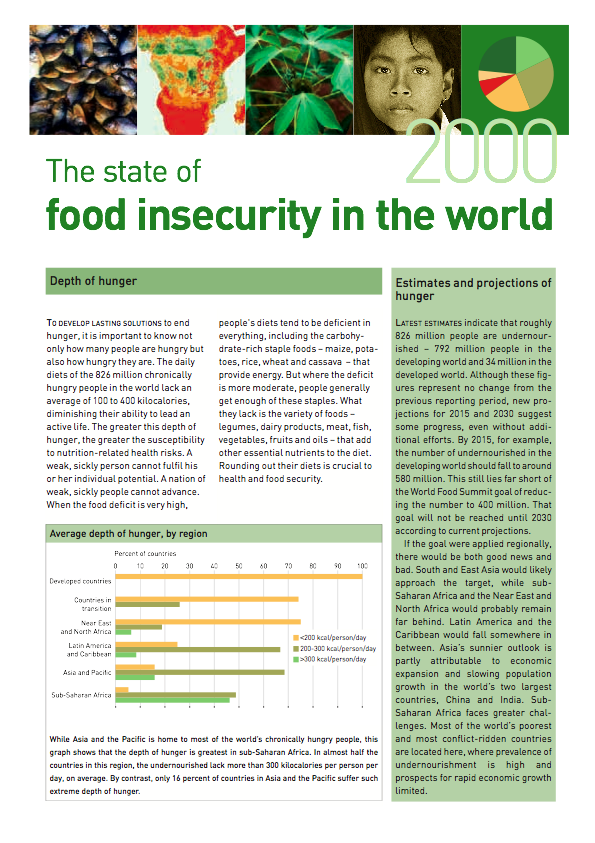 2000
The state of
food insecurity in the world
Depth of hunger
TO DEVELOP LASTING SOLUTIONS to end
hunger, it is important to know not
only how many people are hungry but
also how hungry they are. The daily
diets of the 826 million chronically
hungry people in the world lack an
average of 100 to 400 kilocalories,
diminishing their ability to lead an
active life. The greater this depth of
hunger, the greater the susceptibility
to nutrition-related health risks. A
weak, sickly person cannot fulfil his
or her individual potential. A nation of
weak, sickly people cannot advance.
When the food deficit is very high,
people's diets tend to be deficient in
everything, including the carbohy-
drate-rich staple foods – maize, pota-
toes, rice, wheat and cassava – that
provide energy. But where the deficit
is more moderate, people generally
get enough of these staples. What
they lack is the variety of foods –
legumes, dairy products, meat, fish,
vegetables, fruits and oils – that add
other essential nutrients to the diet.
Rounding out their diets is crucial to
health and food security.
Average depth of hunger, by region
Percent of countries
0 10 20 30 40 50 60 70 80 90 100
Developed countries
Countries in
transition
Near East
and North Africa
Latin America
and Caribbean
Asia and Pacific
Sub-Saharan Africa
<200 kcal/person/day
200-300 kcal/person/day
>300 kcal/person/day
While Asia and the Pacific is home to most of the world's chronically hungry people, this
graph shows that the depth of hunger is greatest in sub-Saharan Africa. In almost half the
countries in this region, the undernourished lack more than 300 kilocalories per person per
day, on average. By contrast, only 16 percent of countries in Asia and the Pacific suffer such
extreme depth of hunger.
Estimates and projections of
hunger
LATEST ESTIMATES indicate that roughly
826 million people are undernour-
ished – 792 million people in the
developing world and 34 million in the
developed world. Although these fig-
ures represent no change from the
previous reporting period, new pro-
jections for 2015 and 2030 suggest
some progress, even without addi-
tional efforts. By 2015, for example,
the number of undernourished in the
developing world should fall to around
580 million. This still lies far short of
the World Food Summit goal of reduc-
ing the number to 400 million. That
goal will not be reached until 2030
according to current projections.
If the goal were applied regionally,
there would be both good news and
bad. South and East Asia would likely
approach the target, while sub-
Saharan Africa and the Near East and
North Africa would probably remain
far behind. Latin America and the
Caribbean would fall somewhere in
between. Asia's sunnier outlook is
partly attributable to economic
expansion and slowing population
growth in the world's two largest
countries, China and India. Sub-
Saharan Africa faces greater chal-
lenges. Most of the world's poorest
and most conflict-ridden countries
are located here, where prevalence of
undernourishment is high and
prospects for rapid economic growth
limited.